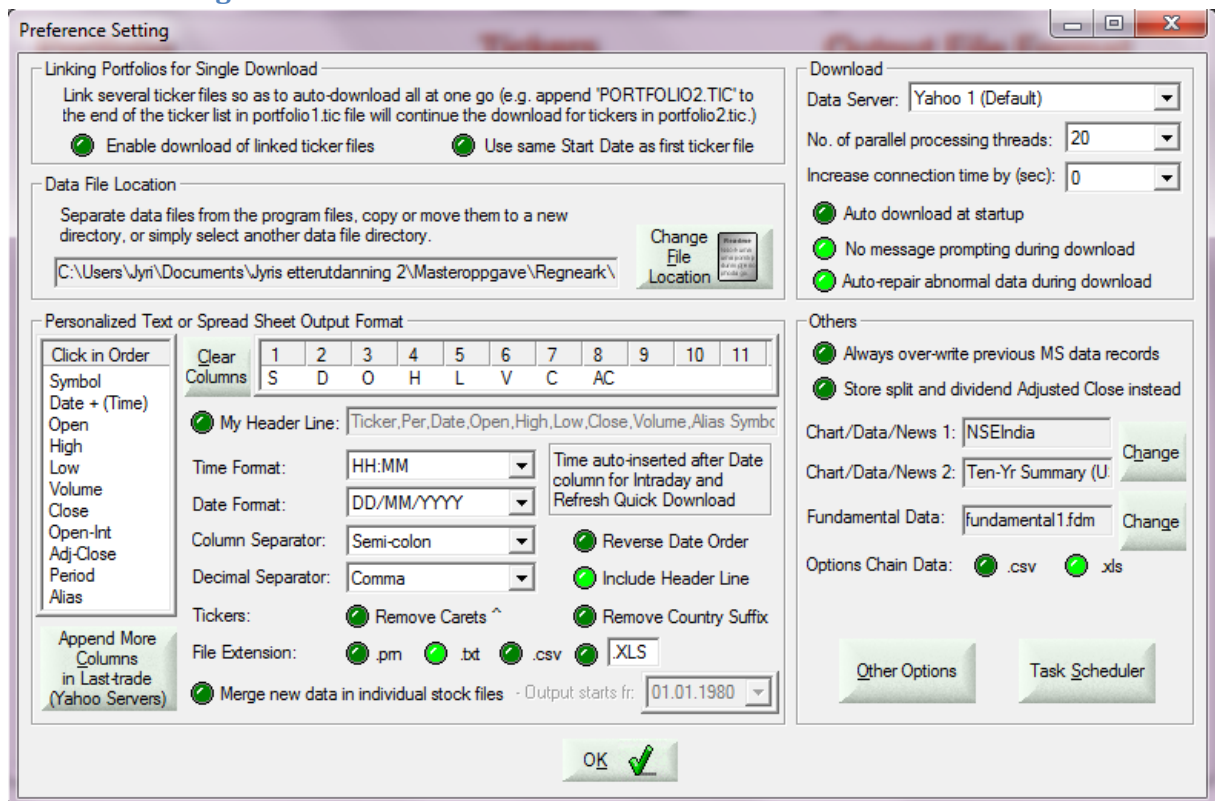 Preference Setting
Linking Portfolios for Single Download
Link several ticker files so as to auto-download all at one go (e.g. append 'PORTFOLIO2.TIC' to
the end of the ticker list in portfolio1.tic file will continue the download for tickers in portfolio2.tic.)
Enable download of linked ticker files
Use same Start Date as first ticker file
Data File Location
Separate data files from the program files, copy or move them to a new
directory, or simply select another data file directory.
C:\Users\Jyri\Documents\Jyris etterutdanning 2\Masteroppgave\Regneark\
Change
File
Location
Personalized Text or Spread Sheet Output Format
Click in Order
Symbol
Date + (Time)
Open
High
Low
Volume
Close
Open-Int
Adj-Close
Period
Alias
Append More
Columns
in Last-trade
(Yahoo Servers)
Clear
Columns
1 2 3 4 5 6 7 8 9 10 11
S D O H L V C AC
My Header Line: Ticker,Per,Date,Open,High,Low,Close,Volume,Alias Symbo
Time Format: HH:MM
Time auto-inserted after Date
column for Intraday and
Refresh Quick Download
Date Format: DD/MM/YYYY
Column Separator: Semi-colon
Reverse Date Order
Decimal Separator: Comma
Include Header Line
Tickers: Remove Carets ^
Remove Country Suffix
File Extension: .prn .txt .csv .XLS
Merge new data in individual stock files - Output starts fr: 01.01.1980
Download
Data Server: Yahoo 1 (Default)
No. of parallel processing threads: 20
Increase connection time by (sec): 0
Auto download at startup
No message prompting during download
Auto-repair abnormal data during download
Others
Always over-write previous MS data records
Store split and dividend Adjusted Close instead
Chart/Data/News 1: NSEIndia
Change
Chart/Data/News 2: Ten-Yr Summary (U
Fundamental Data: fundamental1.fdm Change
Options Chain Data: .csv .xls
Other Options
Task Scheduler
OK